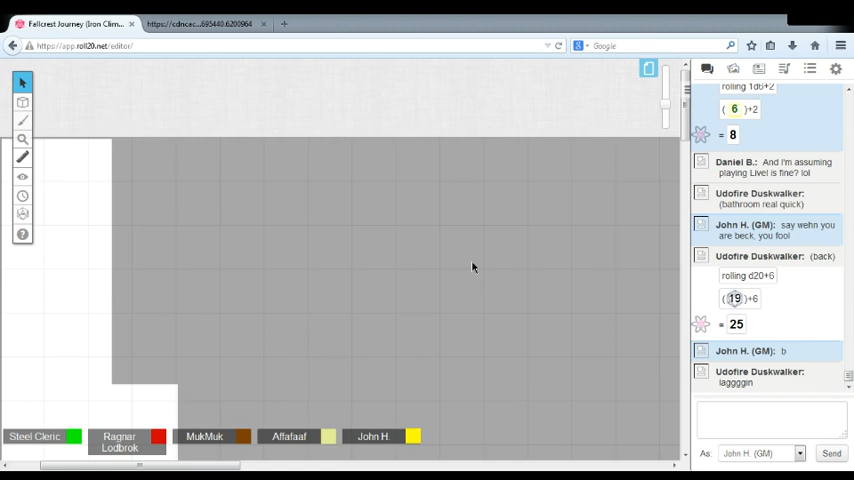 Fallcrest Journey (Iron Clim...
https://cdncac...695440.6200964
https://app.roll20.net/editor/
Google
rolling 1d6+2
(6)+2
= 8
Daniel B.: And I'm assuming
playing Livel is fine? lol
Udofire Duskwalker:
(bathroom real quick)
John H. (GM): say wehn you
are beck, you fool
Udofire Duskwalker: (back)
rolling d20+6
(19)+6
= 25
John H. (GM): b
Udofire Duskwalker:
laggggin
Steel Cleric
Ragnar
Lodbrok
MukMuk
Affafaaf
John H.
As:
John H. (GM)
Send